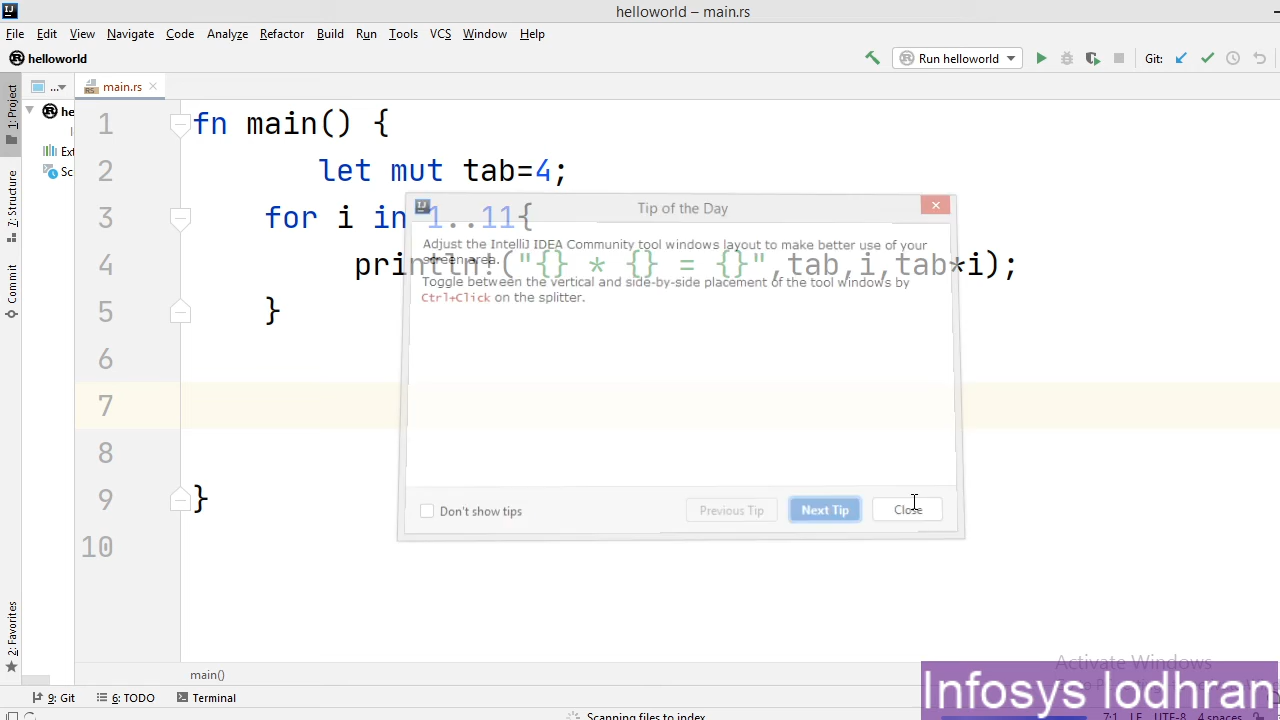 helloworld – main.rs
File Edit View Navigate Code Analyze Refactor Build Run Tools VCS Window Help
helloworld Run helloworld Git:
1: Project ... main.rs
he
Ext
Sc
7: Structure
Commit
2: Favorites
1 fn main() {
2 let mut tab=4;
3 for i in 1..11{
4 println!("{} * {} = {}",tab,i,tab*i);
5 }
6
7
8
9 }
10
Tip of the Day
Adjust the IntelliJ IDEA Community tool windows layout to make better use of your
screen area.
Toggle between the vertical and side-by-side placement of the tool windows by
Ctrl+Click on the splitter.
Don't show tips Previous Tip Next Tip Close
main()
Activate Windows
9: Git 6: TODO Terminal
Infosys lodhran
Scanning files to index 7:1 LF UTF-8 4 spaces